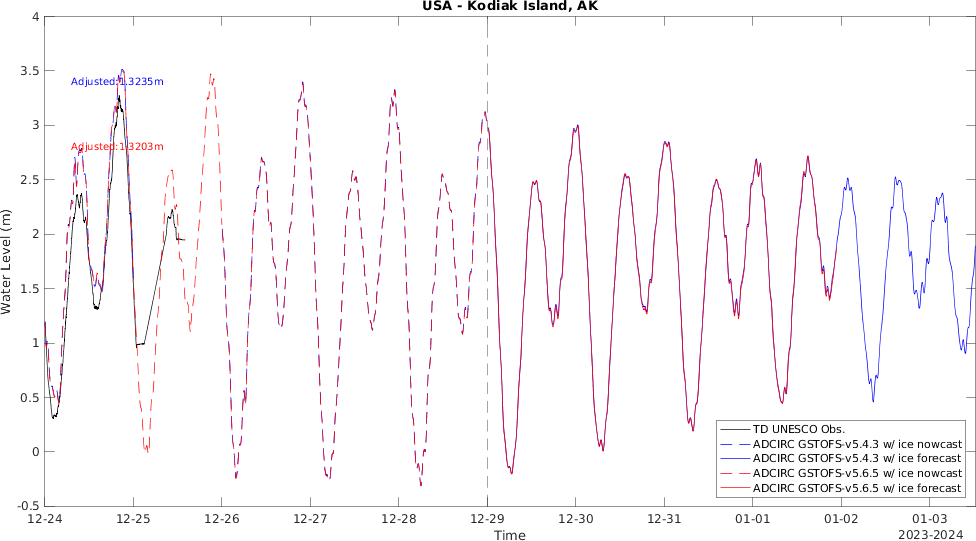 USA - Kodiak Island, AK
4
3.5
3
2.5
2
1.5
1
0.5
0
-0.5
Water Level (m)
Adjusted:1.3235m
Adjusted:1.3203m
TD UNESCO Obs.
ADCIRC GSTOFS-v5.4.3 w/ ice nowcast
ADCIRC GSTOFS-v5.4.3 w/ ice forecast
ADCIRC GSTOFS-v5.6.5 w/ ice nowcast
ADCIRC GSTOFS-v5.6.5 w/ ice forecast
12-24 12-25 12-26 12-27 12-28 12-29 12-30 12-31 01-01 01-02 01-03
Time
2023-2024